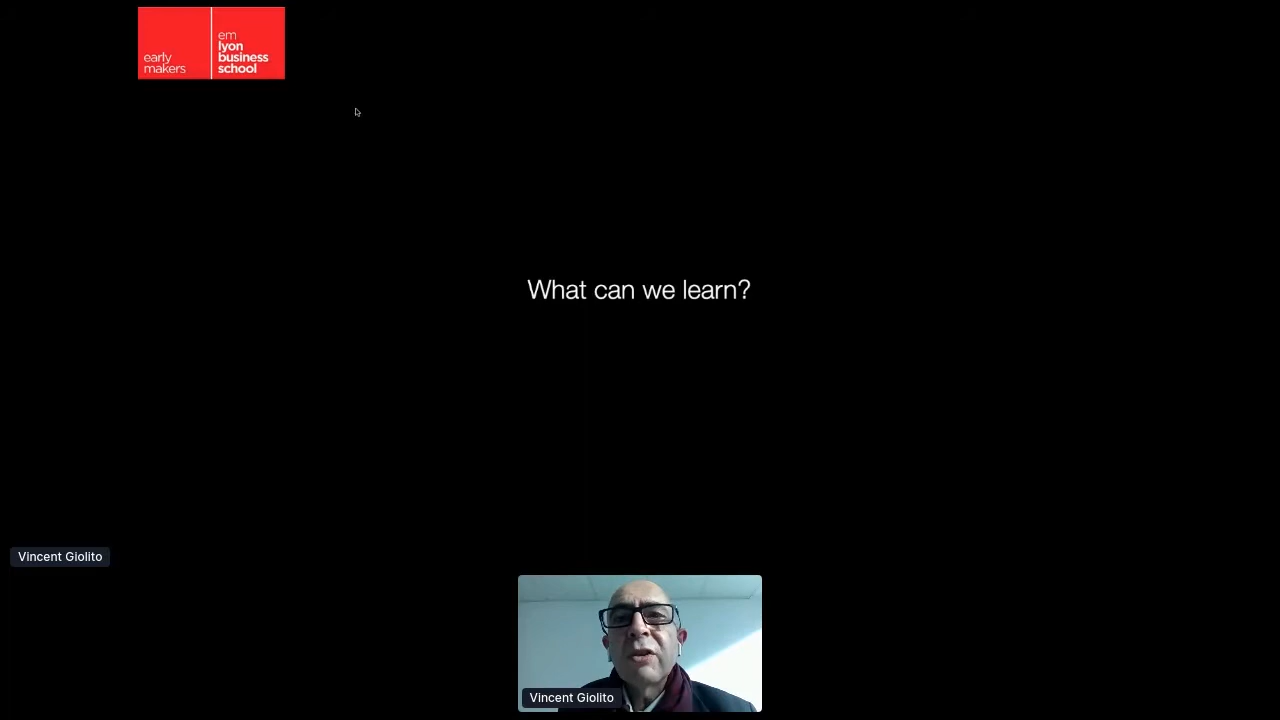 early
makers
em
lyon
business
school
What can we learn?
Vincent Giolito
Vincent Giolito